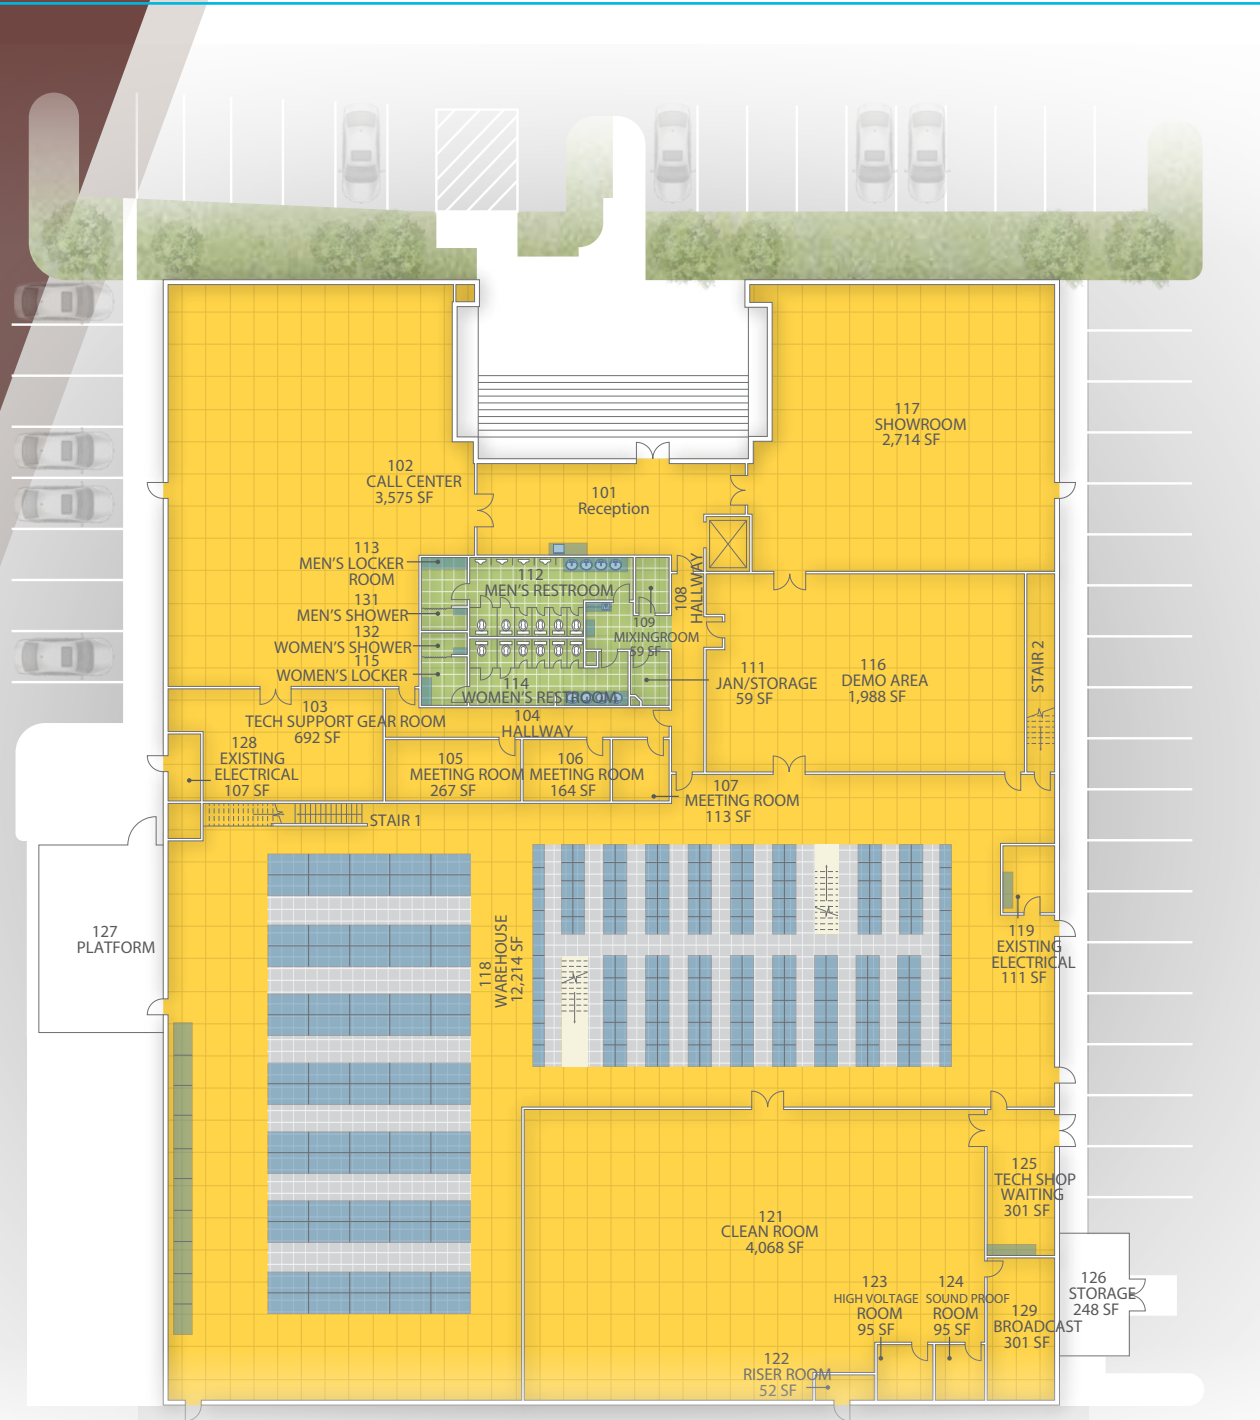 117
SHOWROOM
2,714 SF
102
CALL CENTER
3,575 SF
101
Reception
113
MEN'S LOCKER
ROOM
112
MEN'S RESTROOM
108
HALLWAY
131
MEN'S SHOWER
109
MIXINGROOM
59 SF
132
WOMEN'S SHOWER
115
WOMEN'S LOCKER
114
WOMEN'S RESTROOM
111
JAN/STORAGE
59 SF
116
DEMO AREA
1,988 SF
STAIR 2
103
TECH SUPPORT GEAR ROOM
692 SF
104
HALLWAY
128
EXISTING
ELECTRICAL
107 SF
105
MEETING ROOM
267 SF
106
MEETING ROOM
164 SF
107
MEETING ROOM
113 SF
STAIR 1
127
PLATFORM
118
WAREHOUSE
12,214 SF
119
EXISTING
ELECTRICAL
111 SF
125
TECH SHOP
WAITING
301 SF
121
CLEAN ROOM
4,068 SF
123
HIGH VOLTAGE
ROOM
95 SF
124
SOUND PROOF
ROOM
95 SF
126
STORAGE
248 SF
129
BROADCAST
301 SF
122
RISER ROOM
52 SF